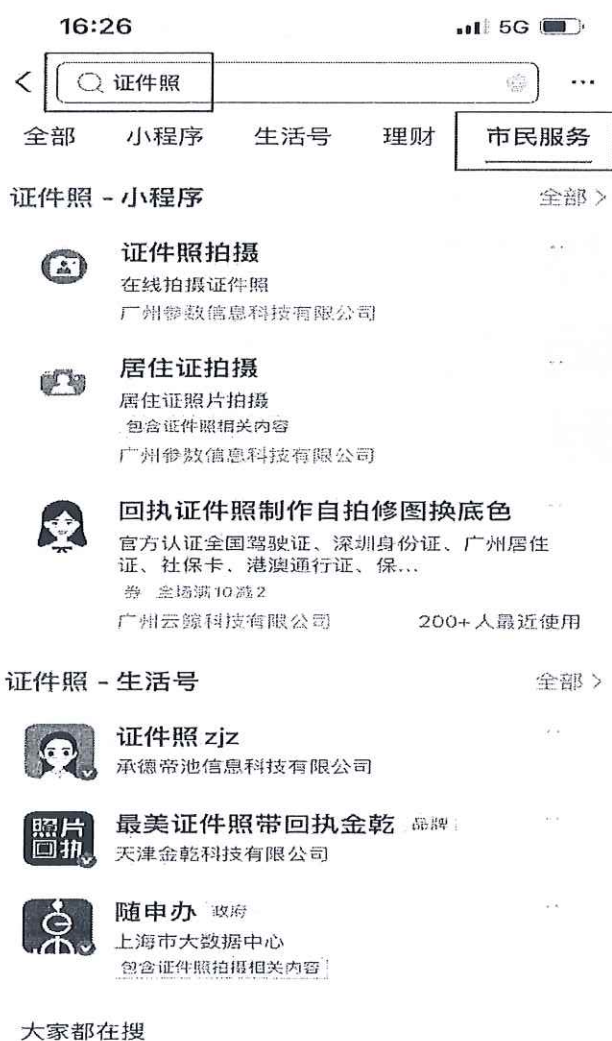 16:26
5G
证件照
全部 小程序 生活号 理财 市民服务
证件照 - 小程序 全部 >
证件照拍摄
在线拍摄证件照
广州参数信息科技有限公司
居住证拍摄
居住证照片拍摄
包含证件照相关内容
广州参数信息科技有限公司
回执证件照制作自拍修图换底色
官方认证全国驾驶证、深圳身份证、广州居住
证、社保卡、港澳通行证、保...
券 全场满10减2
广州云鲸科技有限公司 200+人最近使用
证件照 - 生活号 全部 >
证件照 zjz
承德帝池信息科技有限公司
照片
回执
最美证件照带回执金乾 品牌
天津金乾科技有限公司
随申办 政府
上海市大数据中心
包含证件照拍摄相关内容
大家都在搜